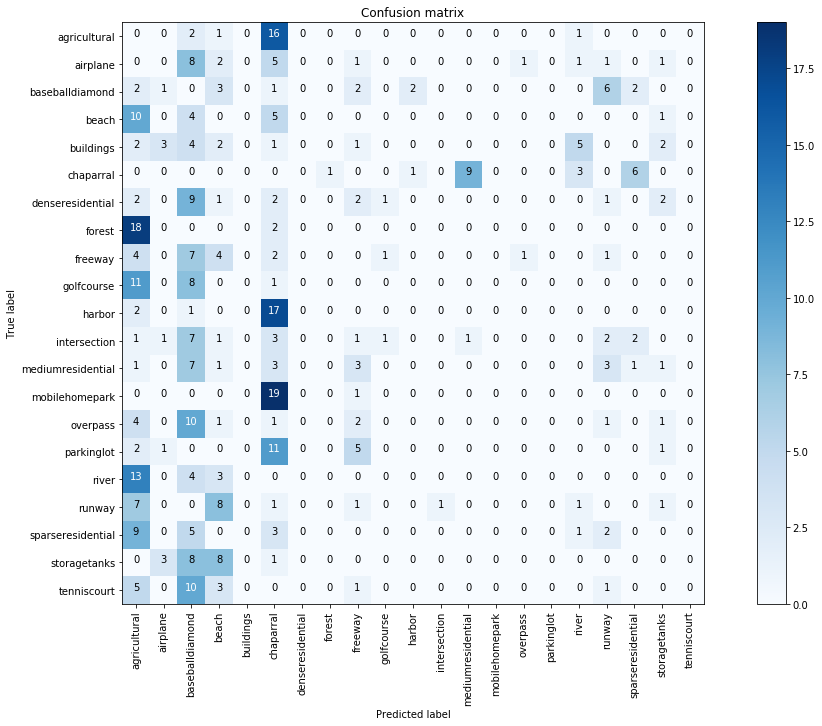 Confusion matrix
agricultural 0 0 2 1 0 16 0 0 0 0 0 0 0 0 0 0 1 0 0 0 0
airplane 0 0 8 2 0 5 0 0 1 0 0 0 0 0 1 0 1 1 0 1 0
baseballdiamond 2 1 0 3 0 1 0 0 2 0 2 0 0 0 0 0 0 6 2 0 0
beach 10 0 4 0 0 5 0 0 0 0 0 0 0 0 0 0 0 0 0 1 0
buildings 2 3 4 2 0 1 0 0 1 0 0 0 0 0 0 0 5 0 0 2 0
chaparral 0 0 0 0 0 0 0 1 0 0 1 0 9 0 0 0 3 0 6 0 0
denseresidential 2 0 9 1 0 2 0 0 2 1 0 0 0 0 0 0 0 1 0 2 0
forest 18 0 0 0 0 2 0 0 0 0 0 0 0 0 0 0 0 0 0 0 0
freeway 4 0 7 4 0 2 0 0 0 1 0 0 0 0 1 0 0 1 0 0 0
golfcourse 11 0 8 0 0 1 0 0 0 0 0 0 0 0 0 0 0 0 0 0 0
harbor 2 0 1 0 0 17 0 0 0 0 0 0 0 0 0 0 0 0 0 0 0
intersection 1 1 7 1 0 3 0 0 1 1 0 0 1 0 0 0 0 2 2 0 0
mediumresidential 1 0 7 1 0 3 0 0 3 0 0 0 0 0 0 0 0 3 1 1 0
mobilehomepark 0 0 0 0 0 19 0 0 1 0 0 0 0 0 0 0 0 0 0 0 0
overpass 4 0 10 1 0 1 0 0 2 0 0 0 0 0 0 0 0 1 0 1 0
parkinglot 2 1 0 0 0 11 0 0 5 0 0 0 0 0 0 0 0 0 0 1 0
river 13 0 4 3 0 0 0 0 0 0 0 0 0 0 0 0 0 0 0 0 0
runway 7 0 0 8 0 1 0 0 1 0 0 1 0 0 0 0 1 0 0 1 0
sparseresidential 9 0 5 0 0 3 0 0 0 0 0 0 0 0 0 0 1 2 0 0 0
storagetanks 0 3 8 8 0 1 0 0 0 0 0 0 0 0 0 0 0 0 0 0 0
tenniscourt 5 0 10 3 0 0 0 0 1 0 0 0 0 0 0 0 0 1 0 0 0
True label
agricultural
airplane
baseballdiamond
beach
buildings
chaparral
denseresidential
forest
freeway
golfcourse
harbor
intersection
mediumresidential
mobilehomepark
overpass
parkinglot
river
runway
sparseresidential
storagetanks
tenniscourt
Predicted label
17.5
15.0
12.5
10.0
7.5
5.0
2.5
0.0